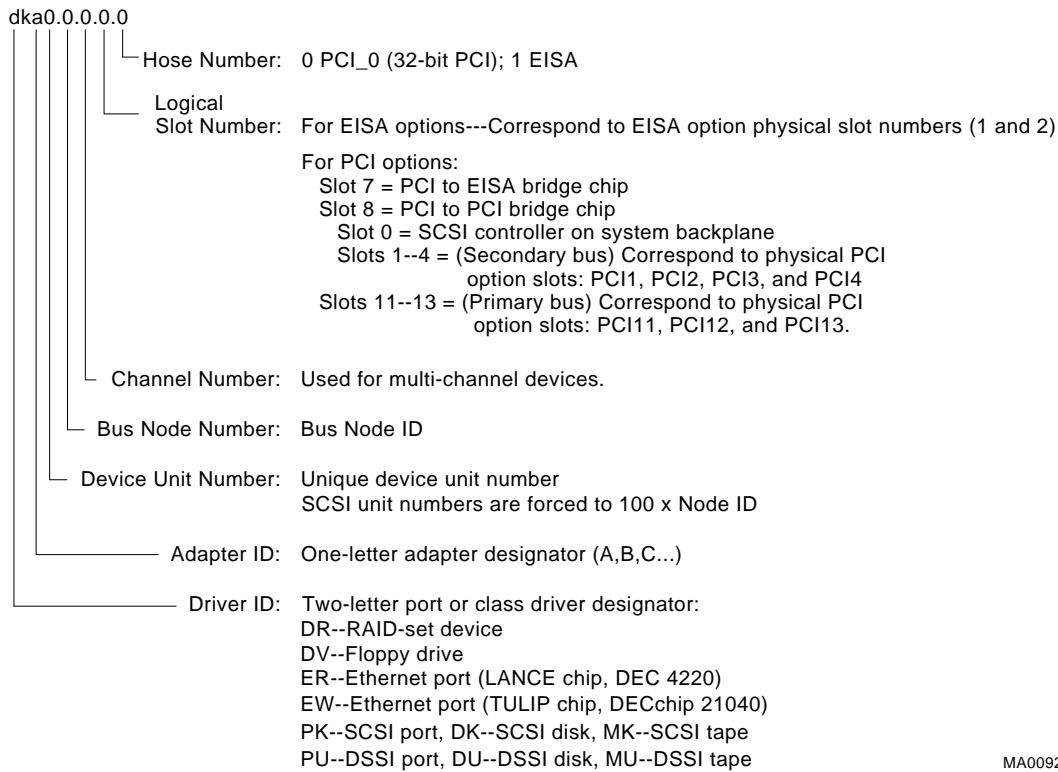 dka0.0.0.0.0
Hose Number: 0 PCI_0 (32-bit PCI); 1 EISA
Logical
Slot Number: For EISA options---Correspond to EISA option physical slot numbers (1 and 2)
For PCI options:
Slot 7 = PCI to EISA bridge chip
Slot 8 = PCI to PCI bridge chip
Slot 0 = SCSI controller on system backplane
Slots 1--4 = (Secondary bus) Correspond to physical PCI
option slots: PCI1, PCI2, PCI3, and PCI4
Slots 11--13 = (Primary bus) Correspond to physical PCI
option slots: PCI11, PCI12, and PCI13.
Channel Number: Used for multi-channel devices.
Bus Node Number: Bus Node ID
Device Unit Number: Unique device unit number
SCSI unit numbers are forced to 100 x Node ID
Adapter ID: One-letter adapter designator (A,B,C...)
Driver ID: Two-letter port or class driver designator:
DR--RAID-set device
DV--Floppy drive
ER--Ethernet port (LANCE chip, DEC 4220)
EW--Ethernet port (TULIP chip, DECchip 21040)
PK--SCSI port, DK--SCSI disk, MK--SCSI tape
PU--DSSI port, DU--DSSI disk, MU--DSSI tape
MA0092